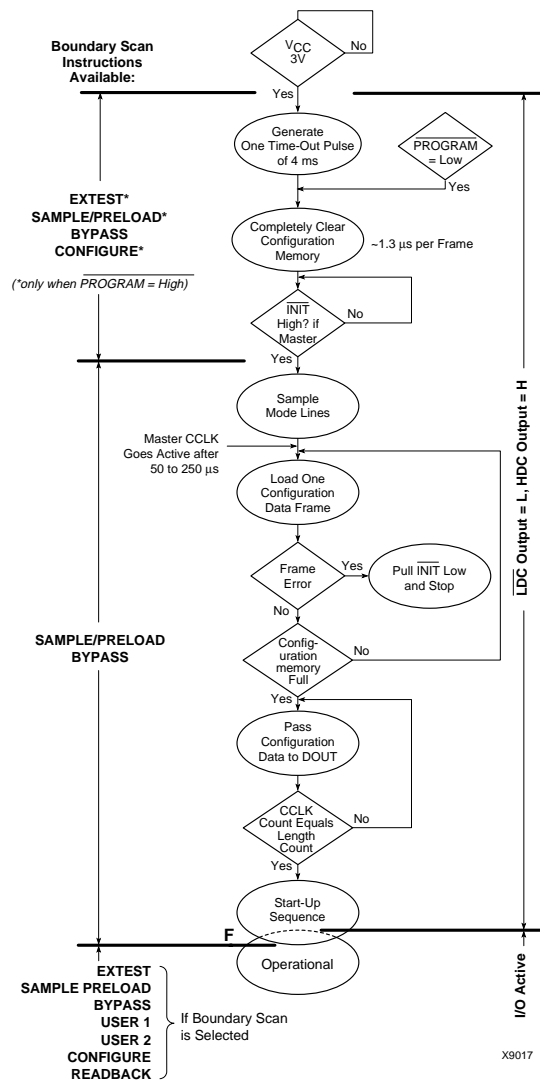 Boundary Scan
Instructions
Available:
VCC
3V
No
Yes
Generate
One Time-Out Pulse
of 4 ms
PROGRAM
= Low
Yes
EXTEST*
SAMPLE/PRELOAD*
BYPASS
CONFIGURE*
(*only when PROGRAM = High)
Completely Clear
Configuration
Memory
~1.3 µs per Frame
INIT
High? if
Master
No
Yes
Sample
Mode Lines
Master CCLK
Goes Active after
50 to 250 µs
Load One
Configuration
Data Frame
Frame
Error
Yes
Pull INIT Low
and Stop
No
SAMPLE/PRELOAD
BYPASS
Config-
uration
memory
Full
No
Yes
Pass
Configuration
Data to DOUT
CCLK
Count Equals
Length
Count
No
Yes
Start-Up
Sequence
F
Operational
LDC Output = L, HDC Output = H
I/O Active
EXTEST
SAMPLE PRELOAD
BYPASS
USER 1
USER 2
CONFIGURE
READBACK
If Boundary Scan
is Selected
X9017